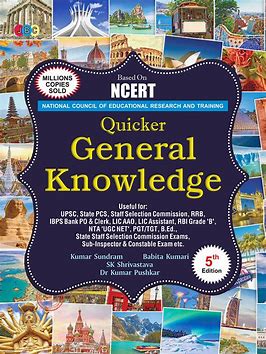 JBC
MILLIONS
COPIES
SOLD
Based On
NCERT
NATIONAL COUNCIL OF EDUCATIONAL RESEARCH AND TRAINING
Quicker
General
Knowledge
Useful for:
UPSC, State PCS, Staff Selection Commission, RRB,
IBPS Bank PO & Clerk, LIC AAO, LIC Assistant, RBI Grade 'B',
NTA 'UGC NET', PGT/TGT, B.Ed.,
State Staff Selection Commission Exams,
Sub-Inspector & Constable Exam etc.
Kumar Sundram Babita Kumari
SK Shrivastava
Dr Kumar Pushkar
5th
Edition